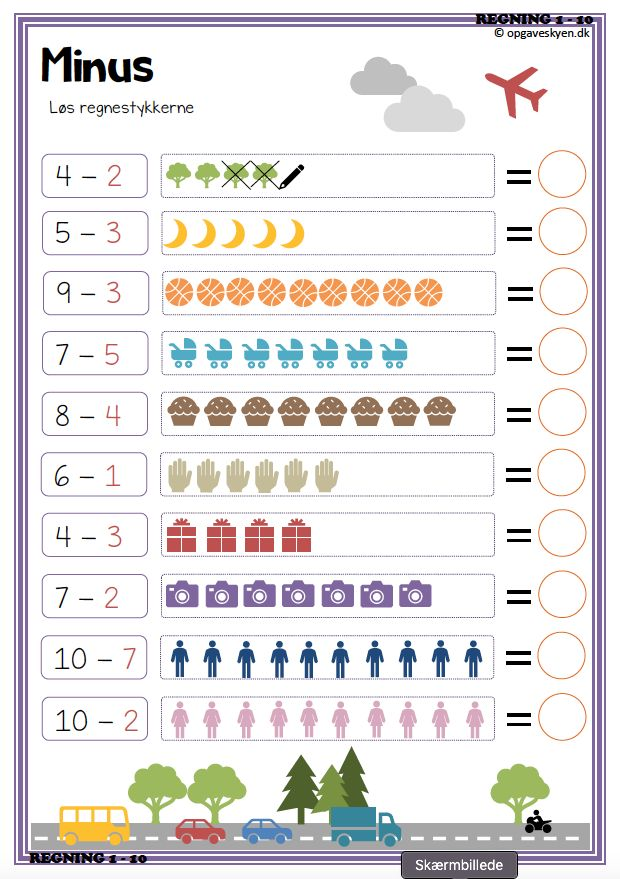 REGNING 1 - 10
© opgaveskyen.dk
Minus
Løs regnestykkerne
4 – 2 =
5 – 3 =
9 – 3 =
7 – 5 =
8 – 4 =
6 – 1 =
4 – 3 =
7 – 2 =
10 – 7 =
10 – 2 =
REGNING 1 - 10
Skærmbillede